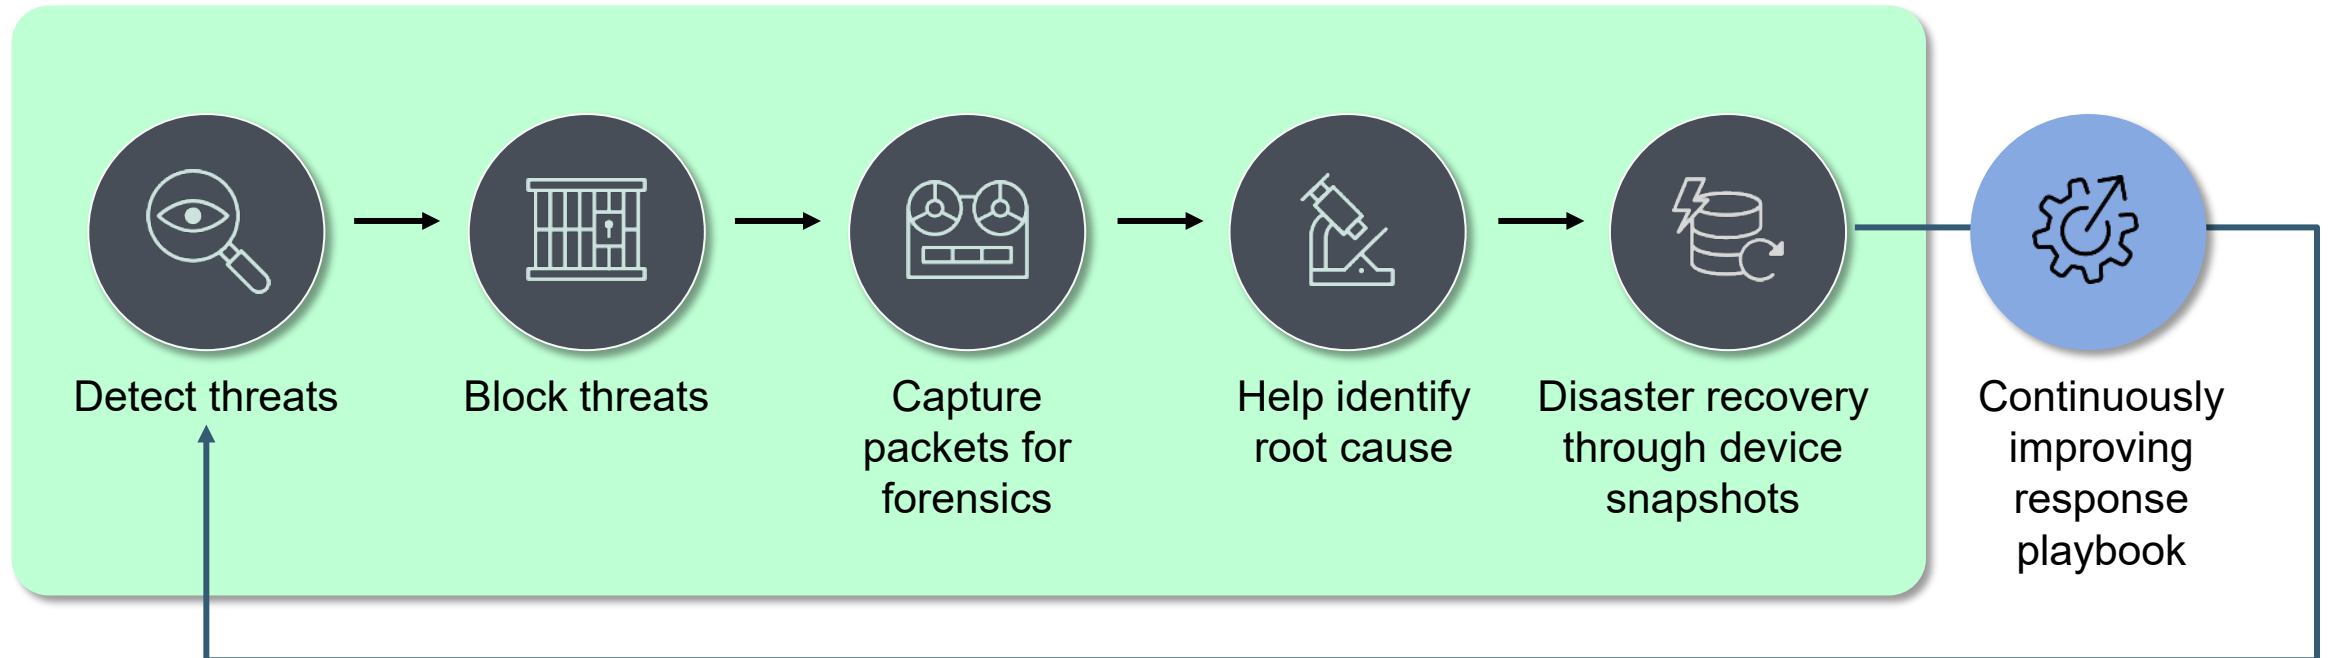 Detect threats
Block threats
Capture
packets for
forensics
Help identify
root cause
Disaster recovery
through device
snapshots
Continuously
improving
response
playbook